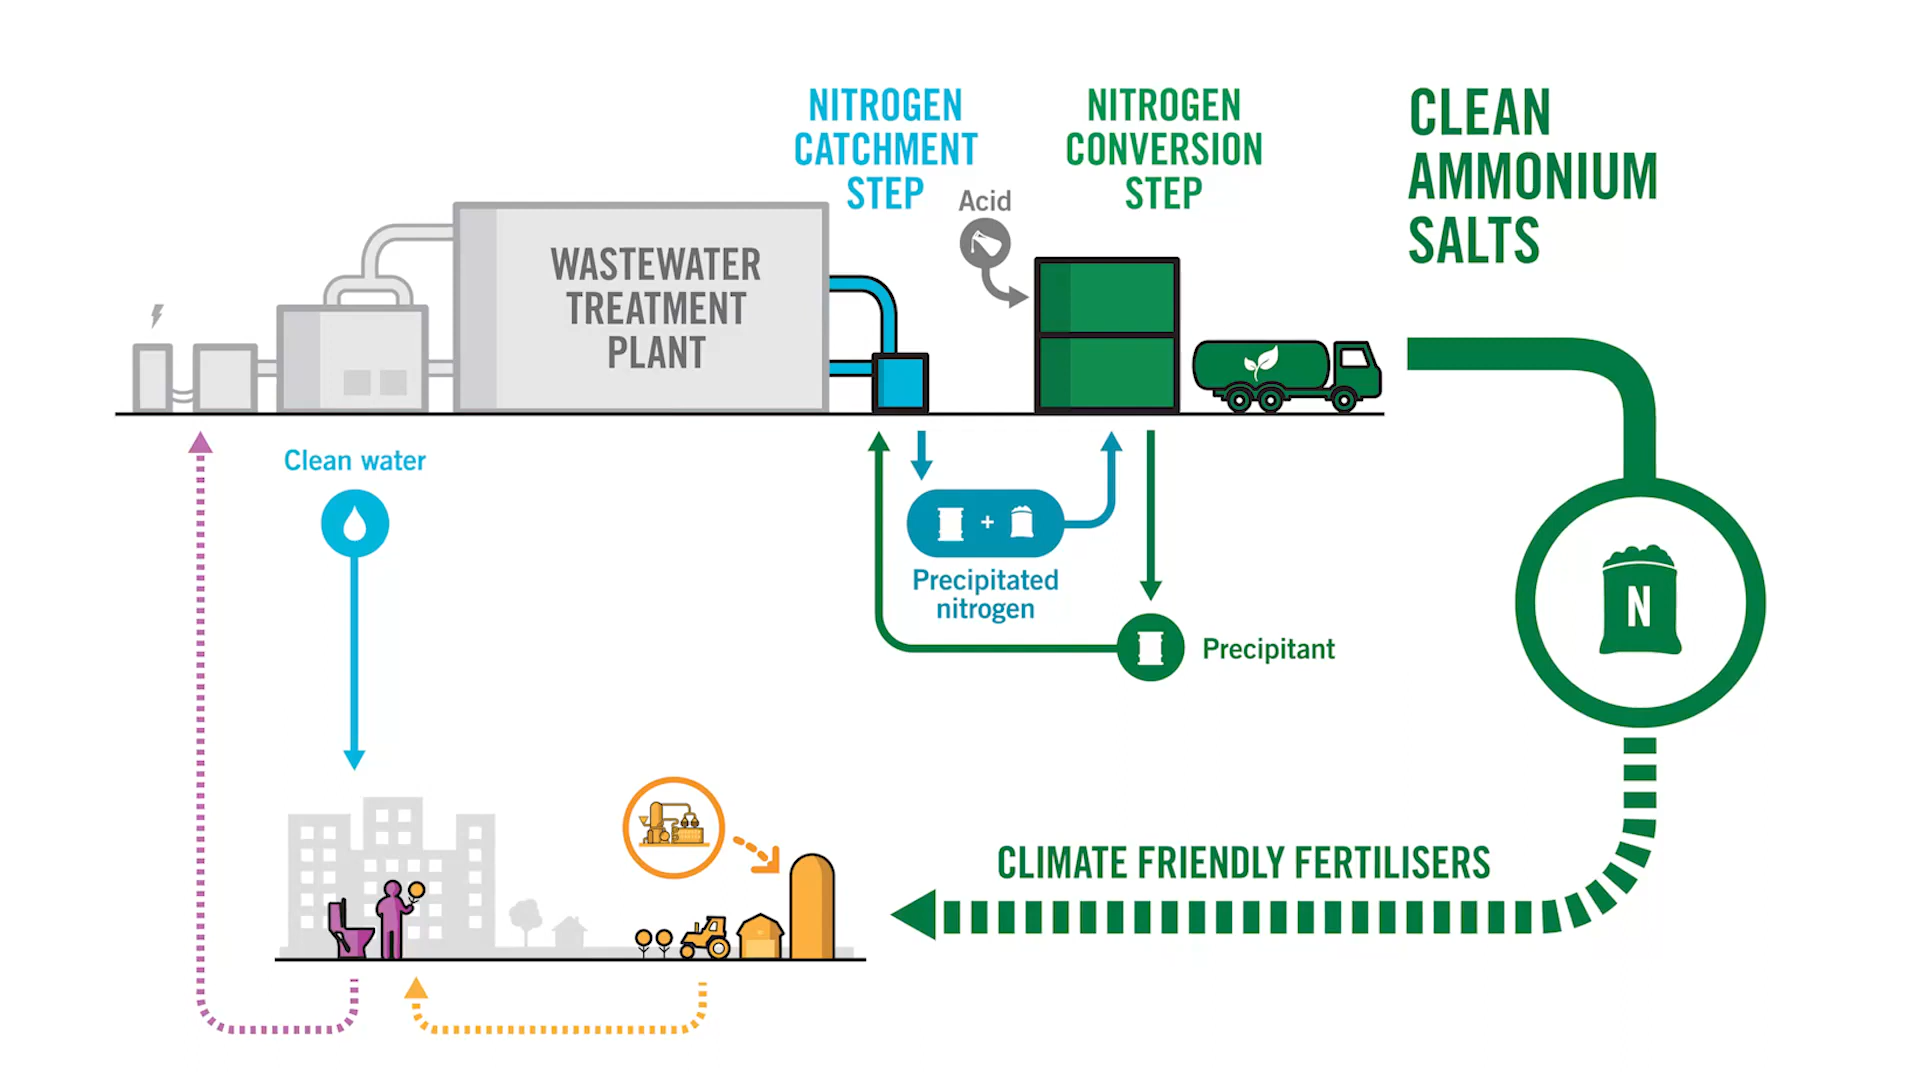 NITROGEN
CATCHMENT
STEP
NITROGEN
CONVERSION
STEP
CLEAN
AMMONIUM
SALTS
Acid
WASTEWATER
TREATMENT
PLANT
Clean water
+
Precipitated
nitrogen
Precipitant
N
CLIMATE FRIENDLY FERTILISERS